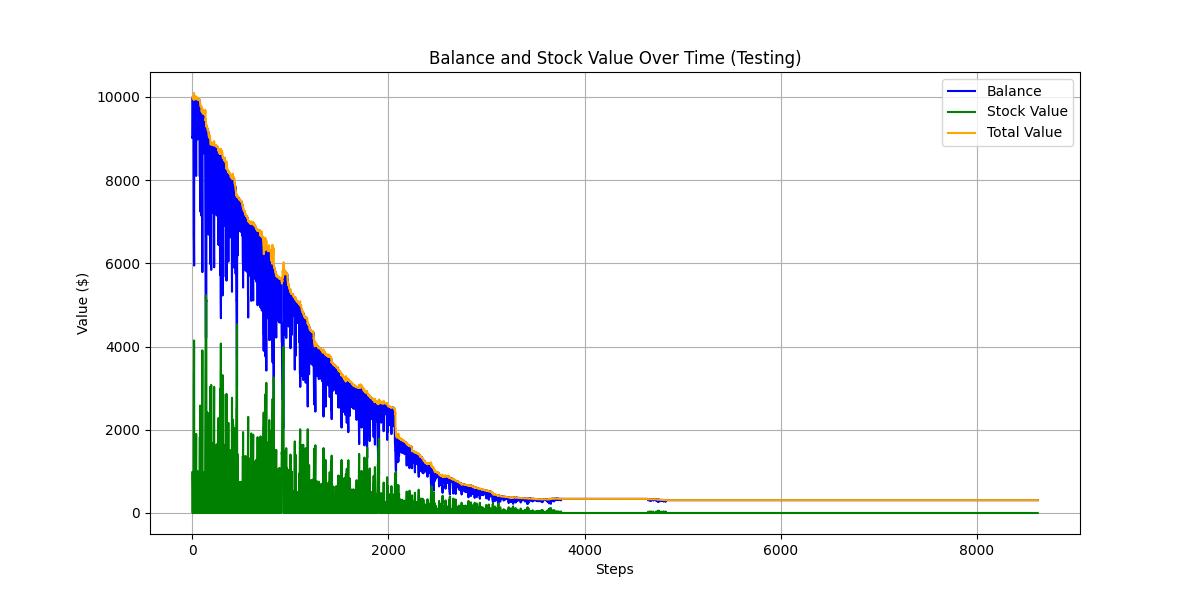 Balance and Stock Value Over Time (Testing)
Balance
Stock Value
Total Value
Value ($)
10000
8000
6000
4000
2000
0
0 2000 4000 6000 8000
Steps